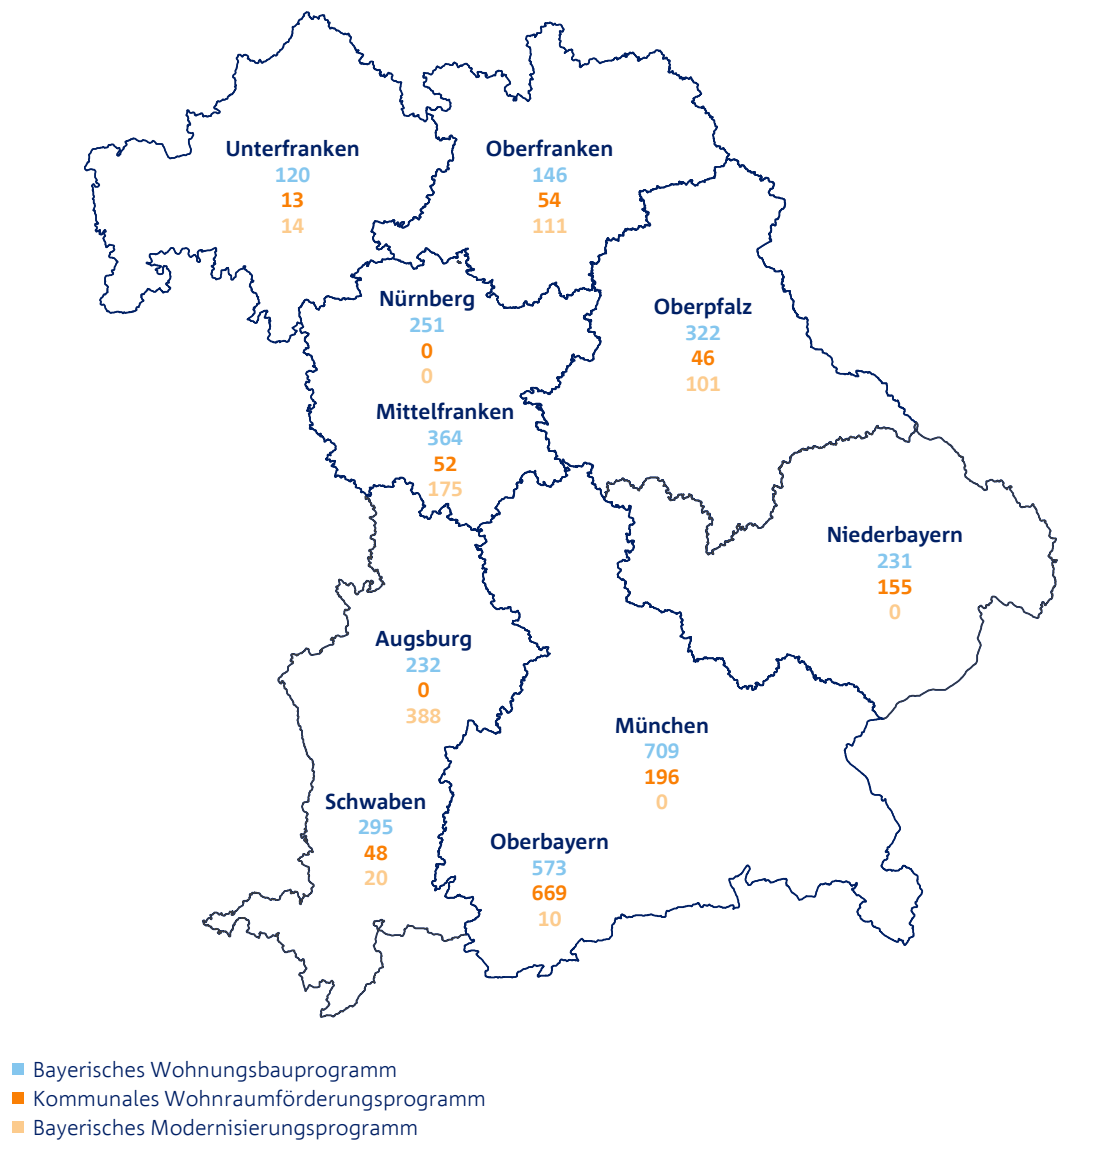 Unterfranken
120
13
14
Oberfranken
146
54
111
Nürnberg
251
0
0
Oberpfalz
322
46
101
Mittelfranken
364
52
175
Niederbayern
231
155
0
Augsburg
232
0
388
München
709
196
0
Schwaben
295
48
20
Oberbayern
573
669
10
Bayerisches Wohnungsbauprogramm
Kommunales Wohnraumförderungsprogramm
Bayerisches Modernisierungsprogramm